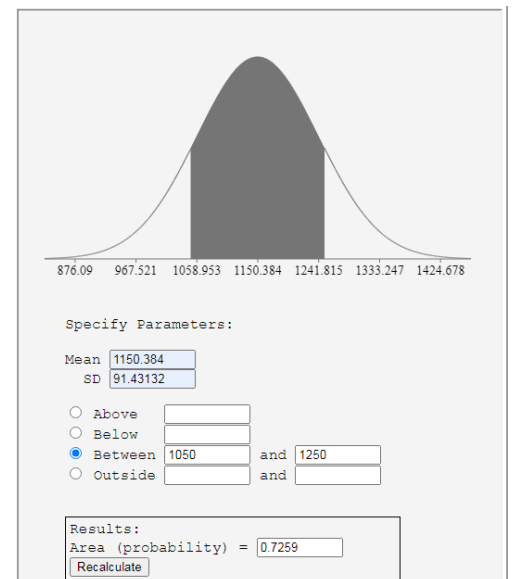 876.09 967.521 1058.953 1150.384 1241.815 1333.247 1424.678
Specify Parameters:
Mean 1150.384
SD 91.43132
Above
Below
Between 1050 and 1250
Outside and
Results:
Area (probability) = 0.7259
Recalculate